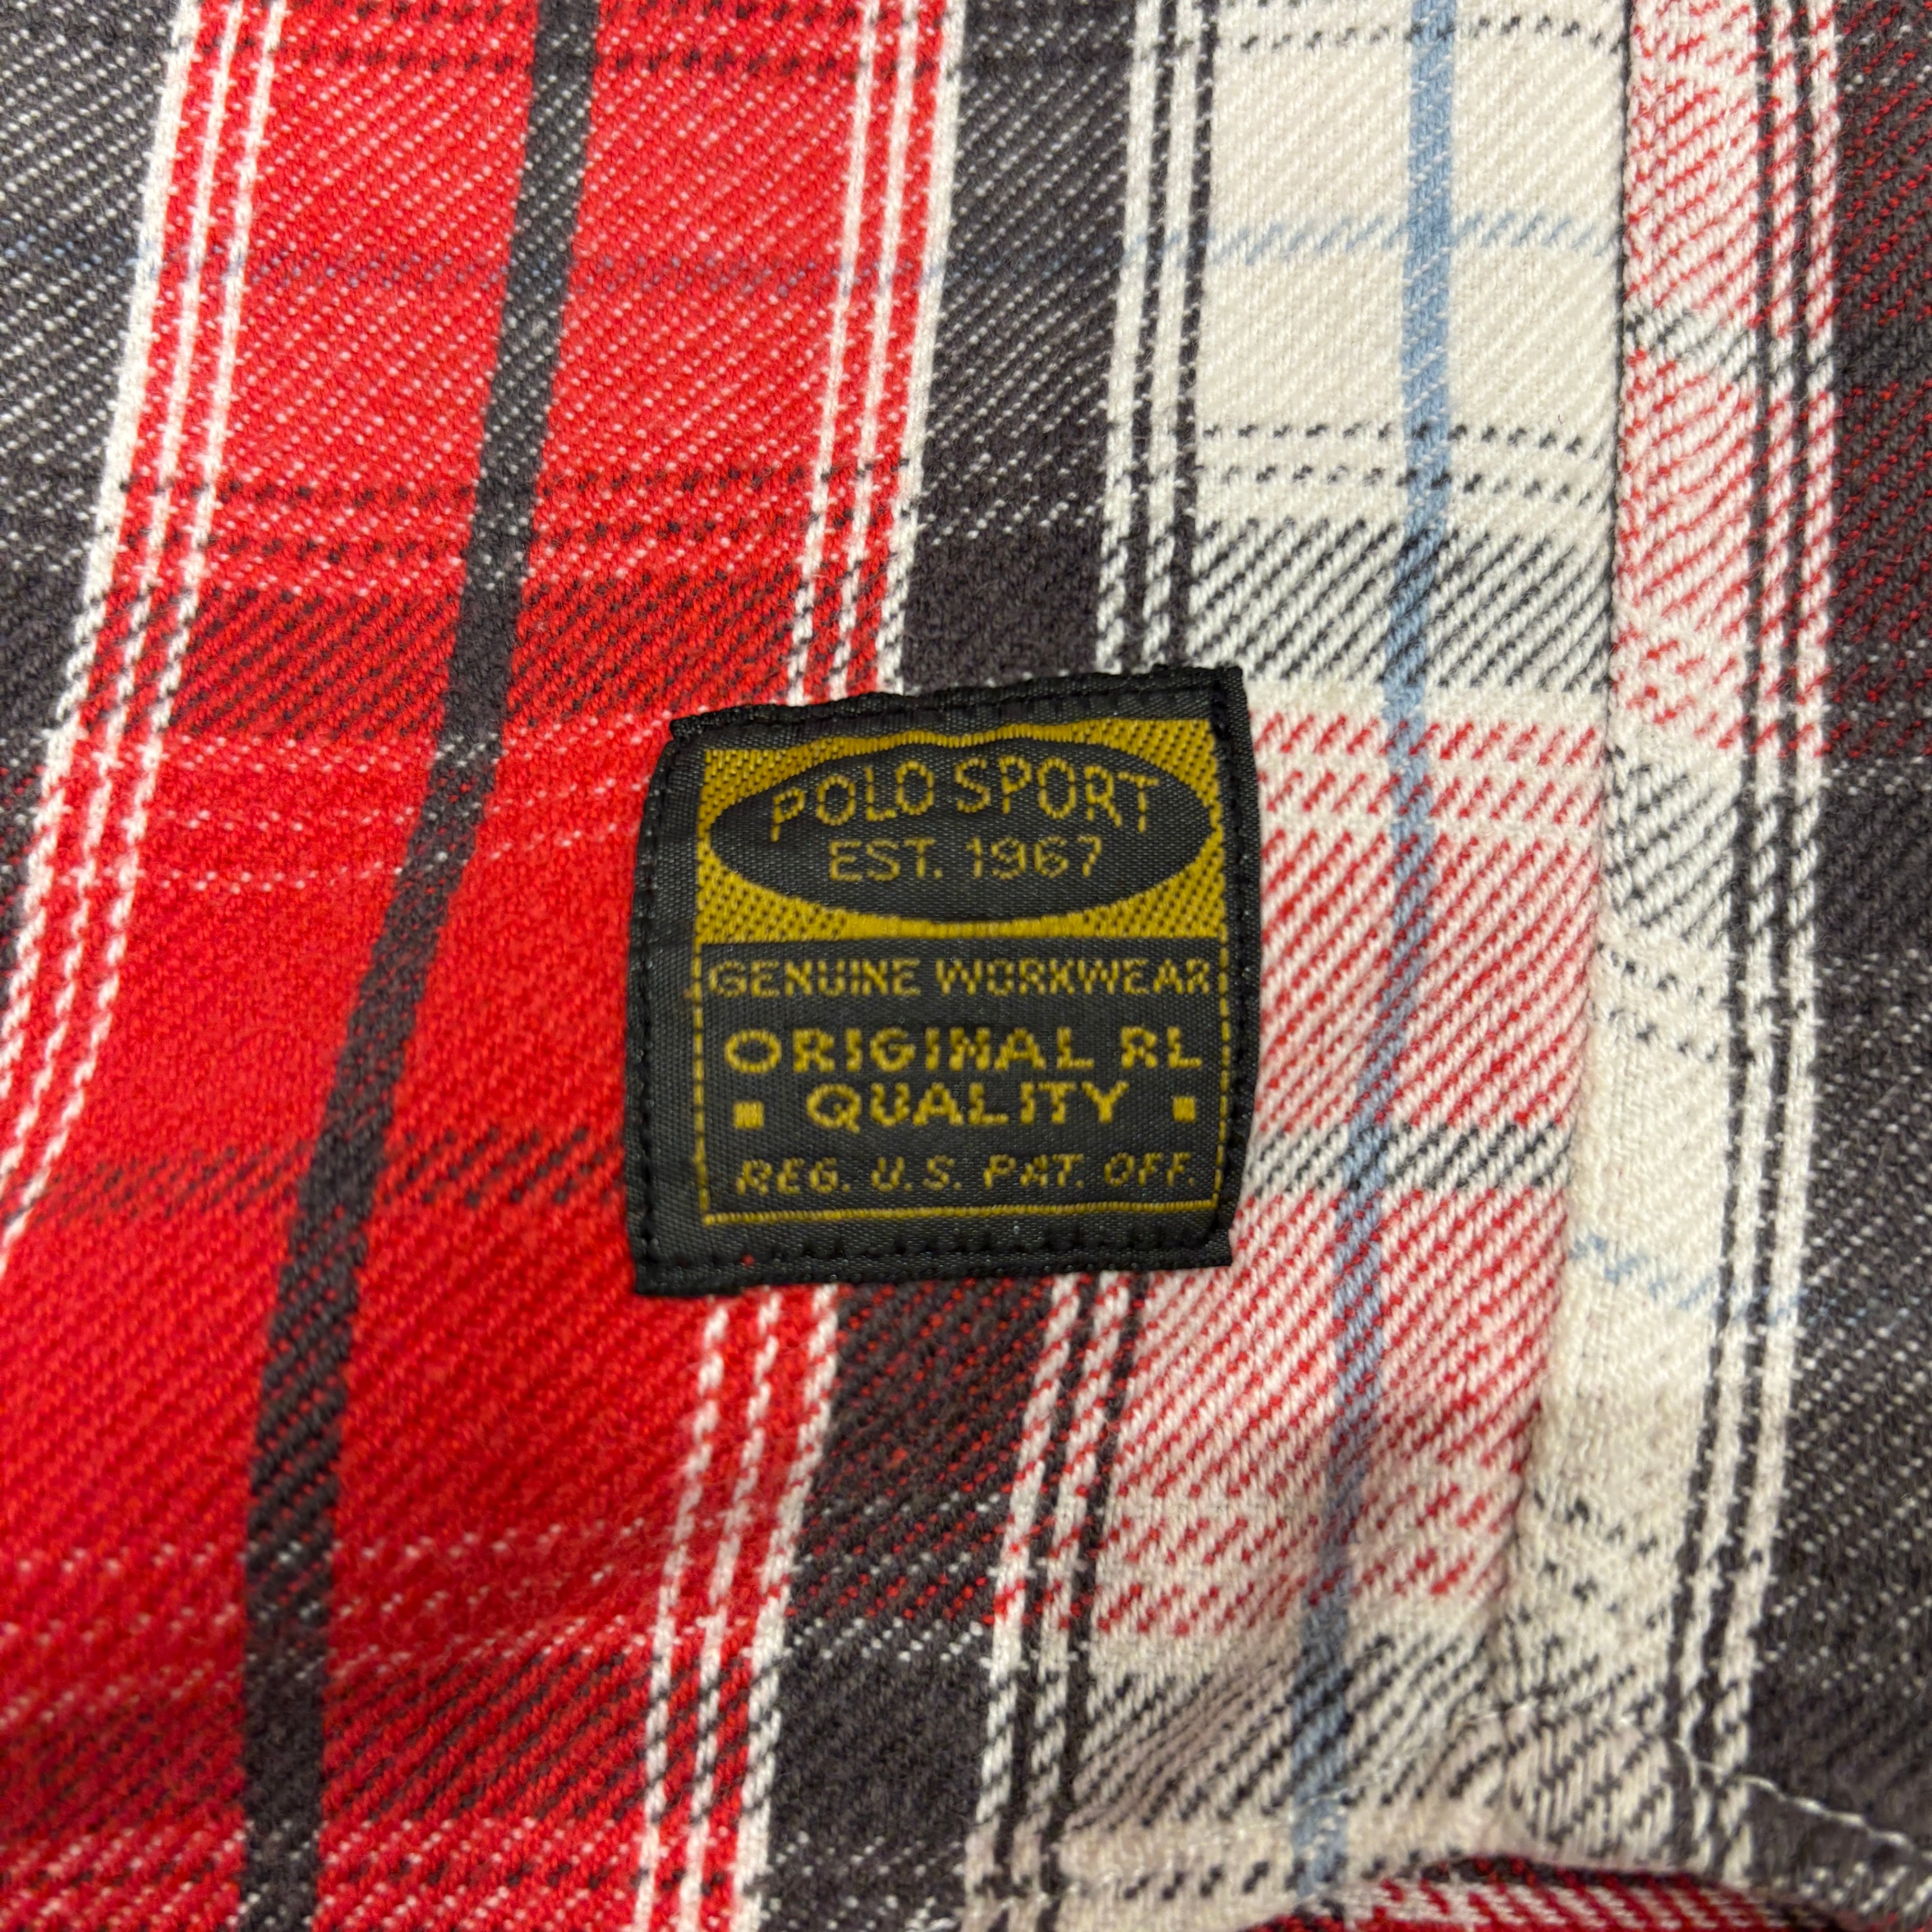 POLO SPORT
EST. 1967
GENUINE WORKWEAR
ORIGINAL RL
QUALITY
REG. U.S. PAT. OFF.